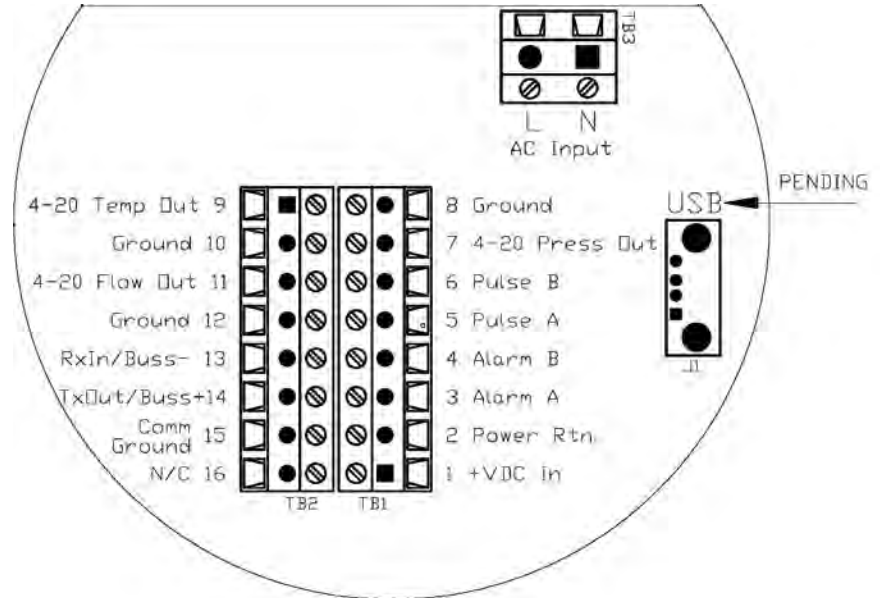 TB3
L N
AC Input
PENDING
USB
J1
4-20 Temp Out 9
Ground 10
4-20 Flow Out 11
Ground 12
RxIn/Buss- 13
TxOut/Buss+14
Comm
Ground 15
N/C 16
8 Ground
7 4-20 Press Out
6 Pulse B
5 Pulse A
4 Alarm B
3 Alarm A
2 Power Rtn
1 +VDC in
TB2 TB1